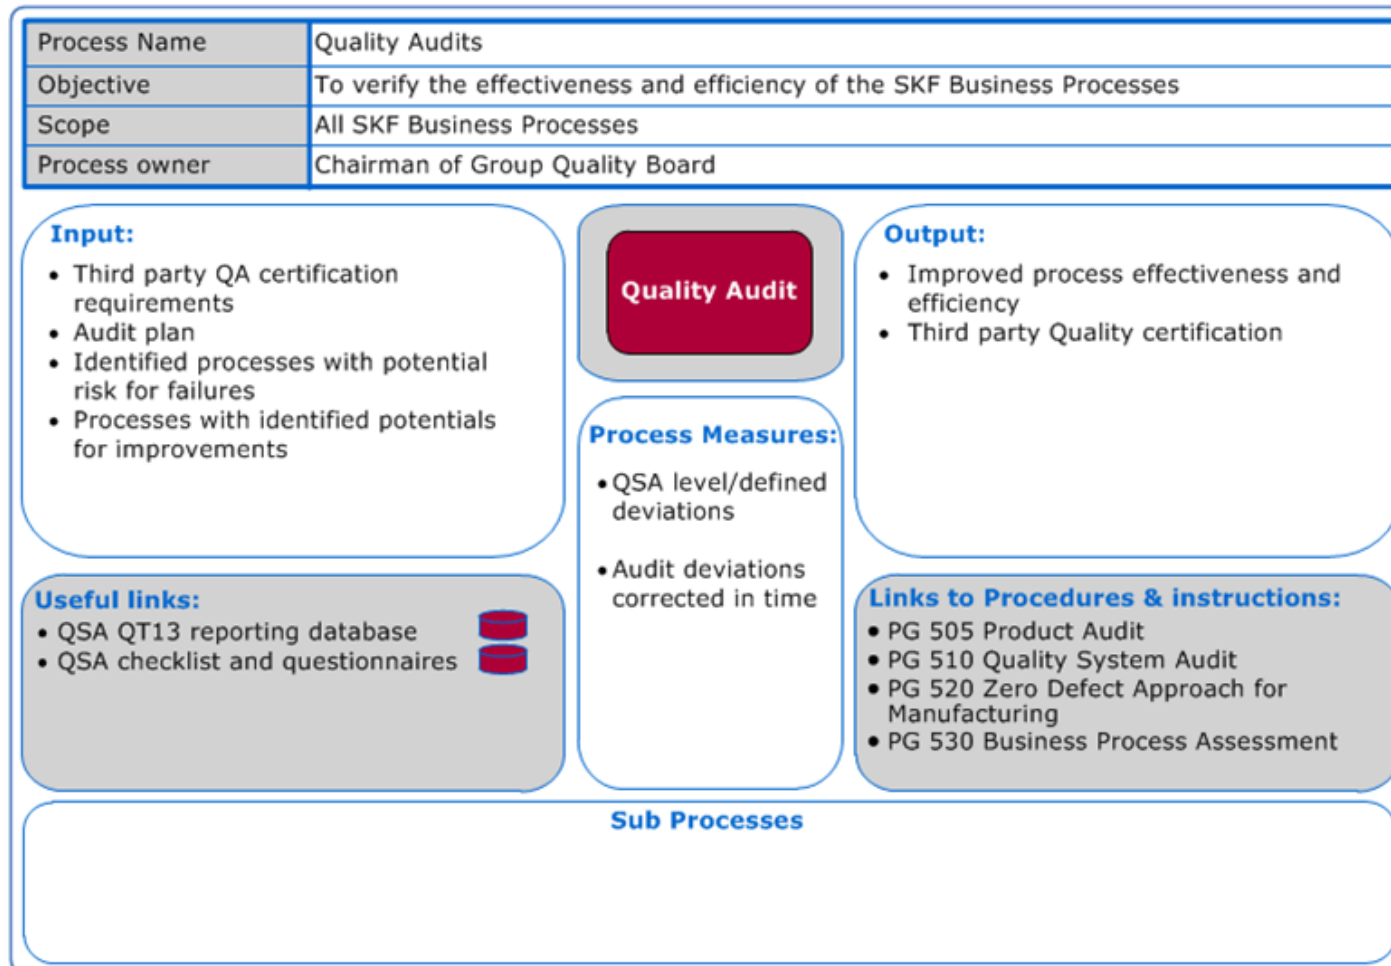 Process Name
Quality Audits
Objective
To verify the effectiveness and efficiency of the SKF Business Processes
Scope
All SKF Business Processes
Process owner
Chairman of Group Quality Board
Input:
• Third party QA certification
requirements
• Audit plan
• Identified processes with potential
risk for failures
• Processes with identified potentials
for improvements
Quality Audit
Output:
• Improved process effectiveness and
efficiency
• Third party Quality certification
Process Measures:
• QSA level/defined
deviations
• Audit deviations
corrected in time
Useful links:
• QSA QT13 reporting database
• QSA checklist and questionnaires
Links to Procedures & instructions:
• PG 505 Product Audit
• PG 510 Quality System Audit
• PG 520 Zero Defect Approach for
Manufacturing
• PG 530 Business Process Assessment
Sub Processes